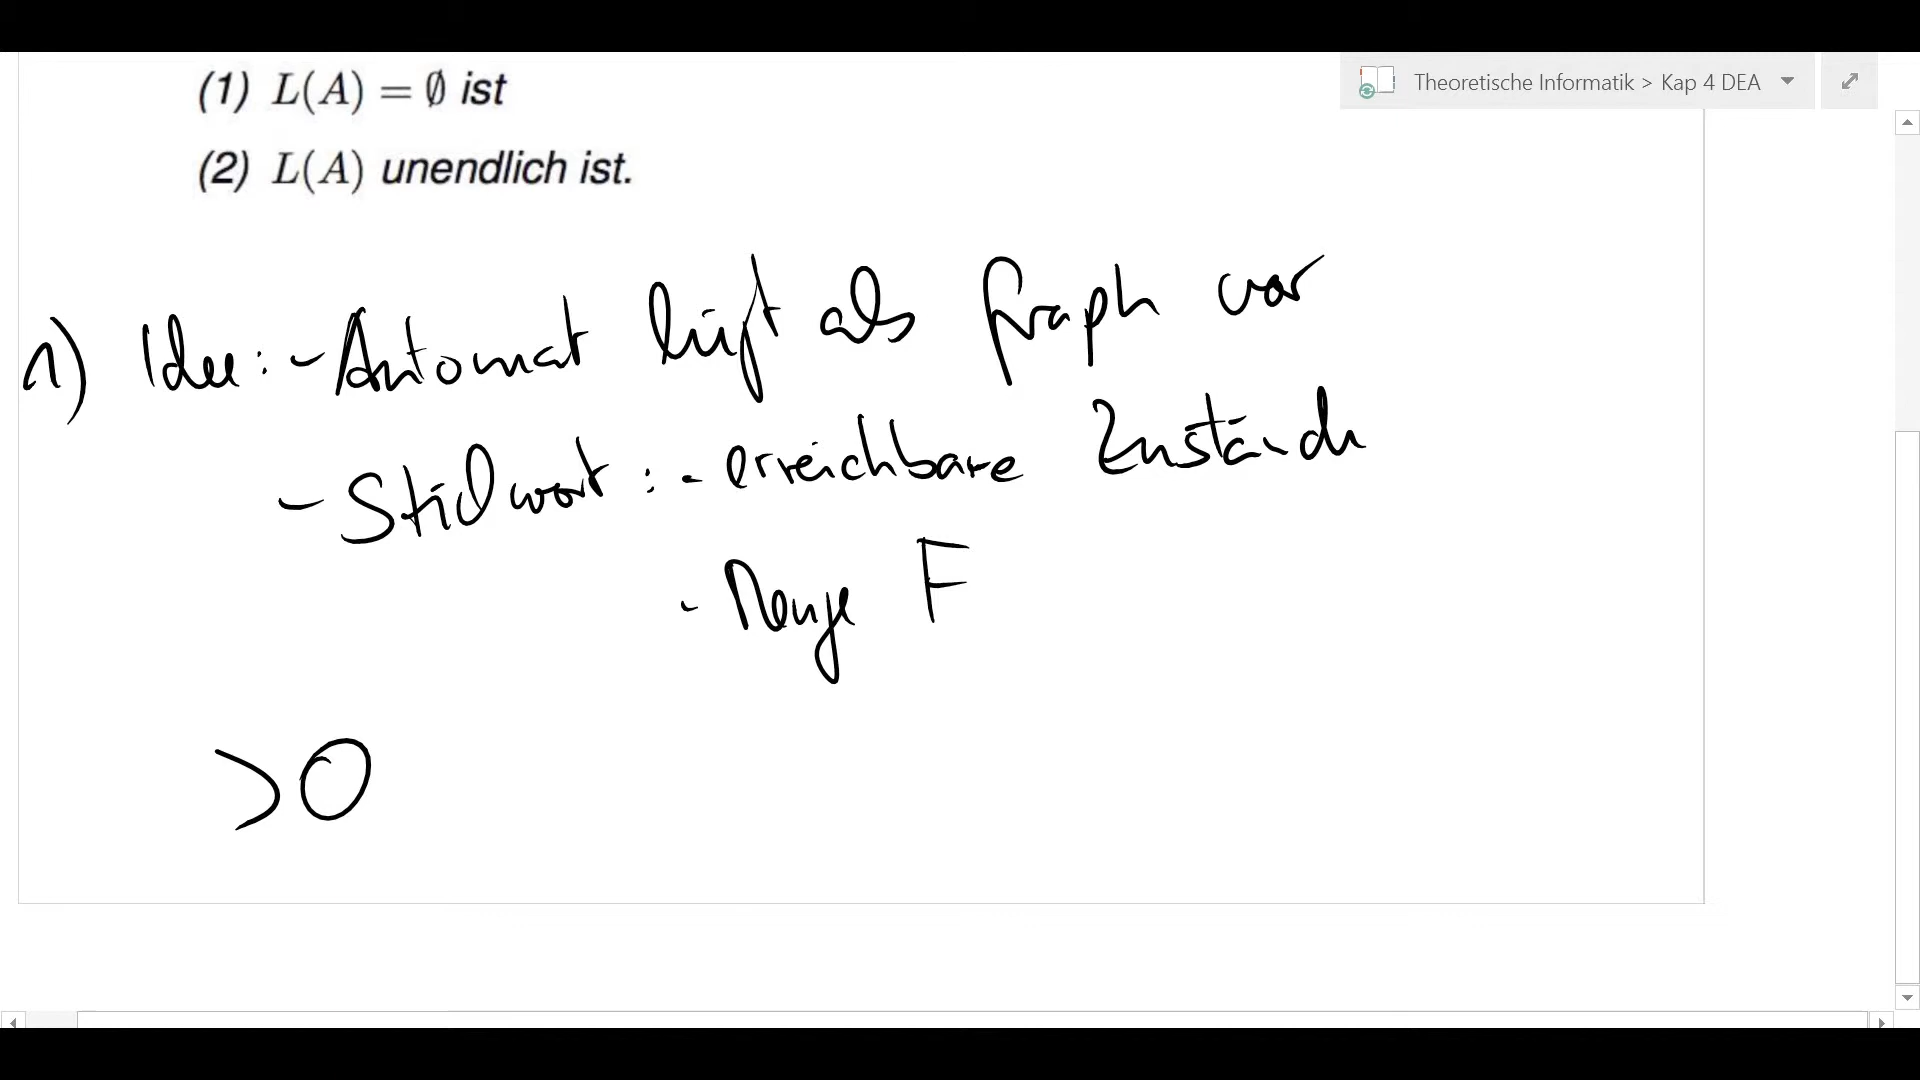 (1) L(A) = ∅ ist
Theoretische Informatik > Kap 4 DEA
(2) L(A) unendlich ist.
1) Idee: - Automat liegt als Graph vor
- Stichwort: - erreichbare Zustände
- Menge F
>O